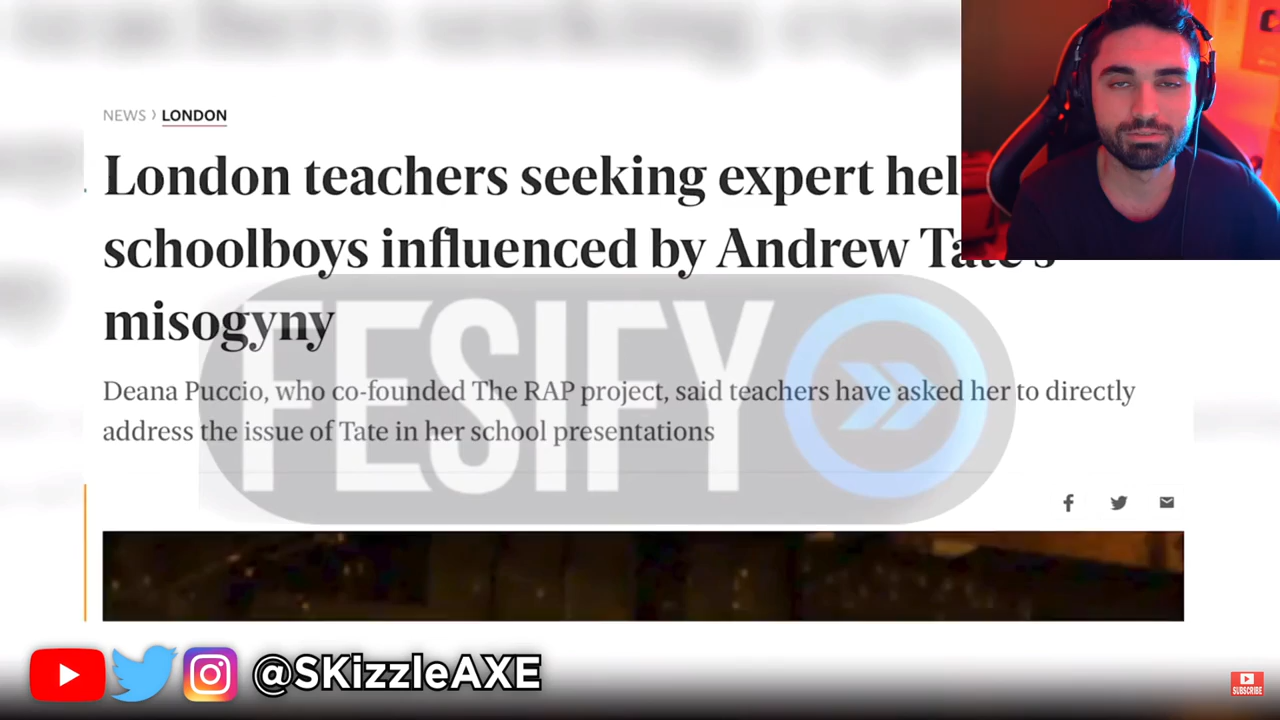 NEWS › LONDON
London teachers seeking expert hel
schoolboys influenced by Andrew Tate's
misogyny
Deana Puccio, who co-founded The RAP project, said teachers have asked her to directly
address the issue of Tate in her school presentations
FESIFY
@SKizzleAXE
SUBSCRIBE